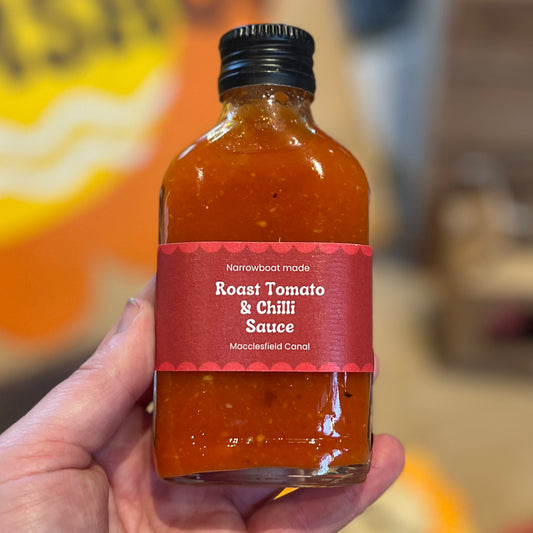 Narrowboat made
Roast Tomato
& Chilli
Sauce
Macclesfield Canal